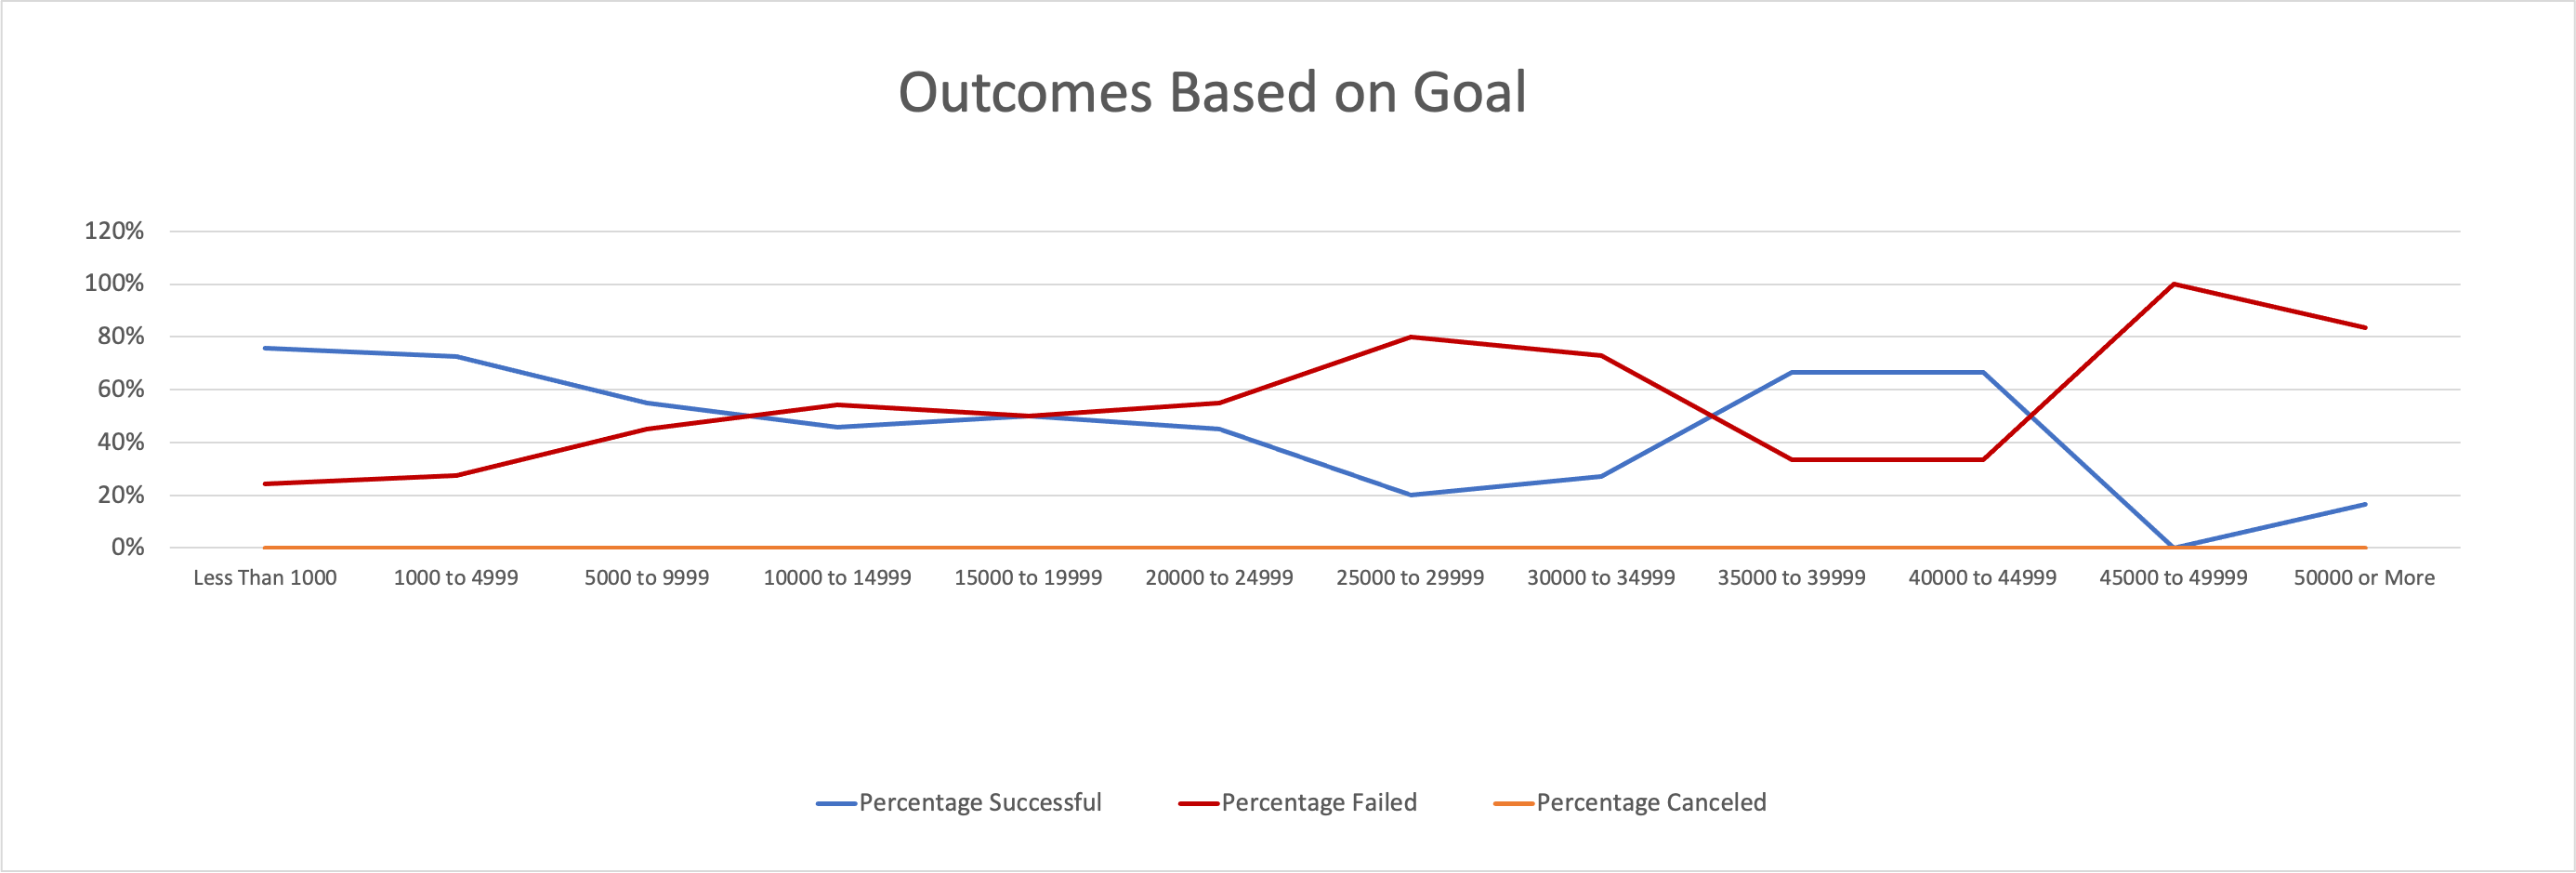 Outcomes Based on Goal
120%
100%
80%
60%
40%
20%
0%
Less Than 1000 1000 to 4999 5000 to 9999 10000 to 14999 15000 to 19999 20000 to 24999 25000 to 29999 30000 to 34999 35000 to 39999 40000 to 44999 45000 to 49999 50000 or More
Percentage Successful Percentage Failed Percentage Canceled